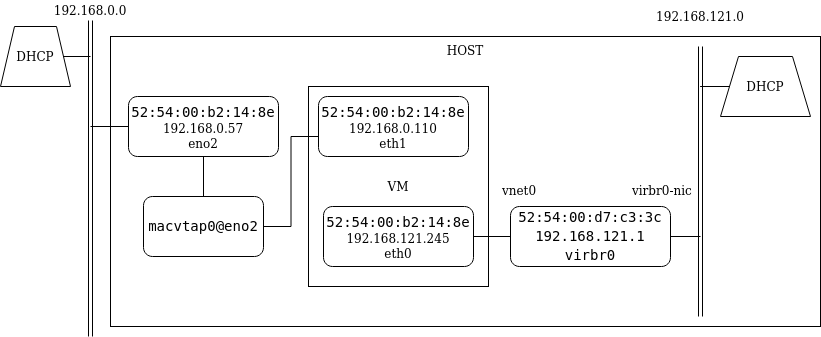 192.168.0.0
192.168.121.0
DHCP
HOST
DHCP
52:54:00:b2:14:8e
192.168.0.57
eno2
52:54:00:b2:14:8e
192.168.0.110
eth1
VM
vnet0
virbr0-nic
macvtap0@eno2
52:54:00:b2:14:8e
192.168.121.245
eth0
52:54:00:d7:c3:3c
192.168.121.1
virbr0